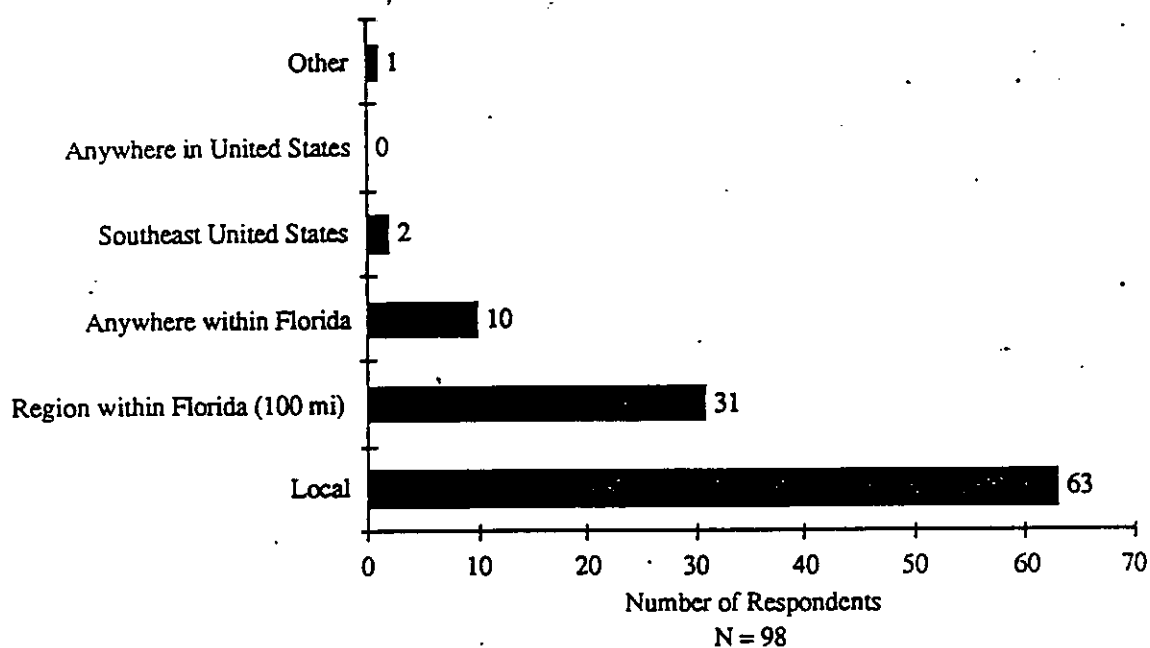 Other 1
Anywhere in United States 0
Southeast United States 2
Anywhere within Florida 10
Region within Florida (100 mi) 31
Local 63
0 10 20 30 40 50 60 70
Number of Respondents
N = 98